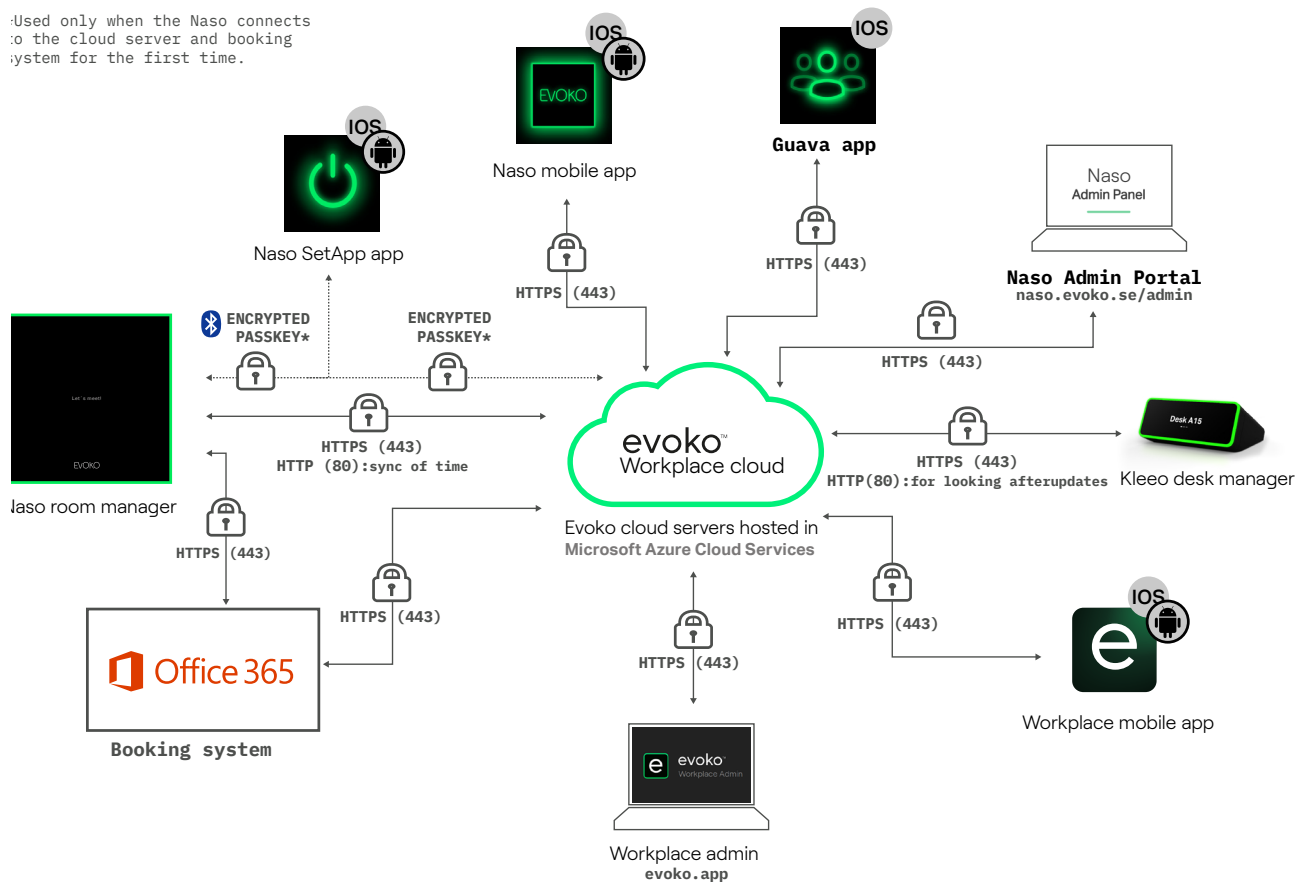 *Used only when the Naso connects
to the cloud server and booking
system for the first time.
IOS
EVOKO
Naso mobile app
IOS
Guava app
IOS
Naso SetApp app
Naso
Admin Panel
Naso Admin Portal
naso.evoko.se/admin
HTTPS (443)
HTTPS (443)
HTTPS (443)
ENCRYPTED
PASSKEY*
ENCRYPTED
PASSKEY*
Let's meet!
EVOKO
Naso room manager
HTTPS (443)
HTTP (80):sync of time
evoko™
Workplace cloud
Evoko cloud servers hosted in
Microsoft Azure Cloud Services
Desk A15
HTTPS (443)
HTTP(80):for looking afterupdates
Kleeo desk manager
HTTPS (443)
HTTPS (443)
HTTPS (443)
HTTPS (443)
Office 365
Booking system
IOS
e
Workplace mobile app
e
evoko™
Workplace Admin
Workplace admin
evoko.app